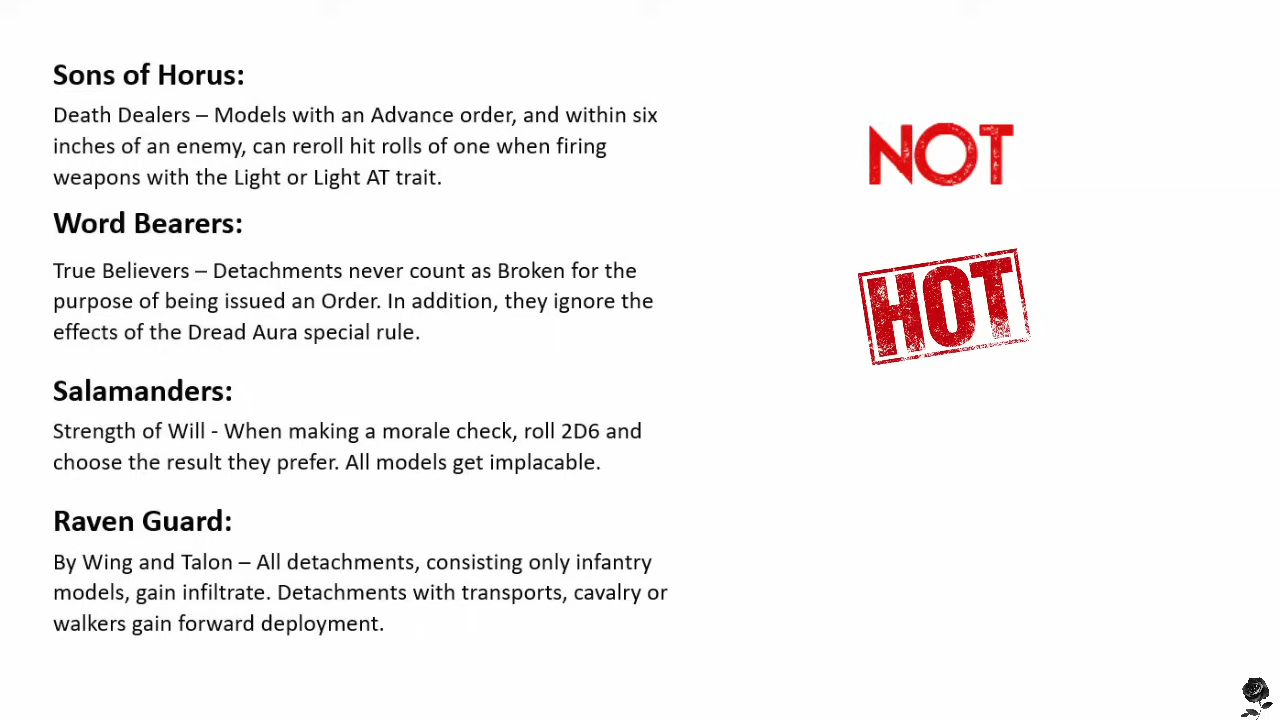 Sons of Horus:
Death Dealers – Models with an Advance order, and within six
inches of an enemy, can reroll hit rolls of one when firing
weapons with the Light or Light AT trait.
NOT
Word Bearers:
True Believers – Detachments never count as Broken for the
purpose of being issued an Order. In addition, they ignore the
effects of the Dread Aura special rule.
HOT
Salamanders:
Strength of Will - When making a morale check, roll 2D6 and
choose the result they prefer. All models get implacable.
Raven Guard:
By Wing and Talon – All detachments, consisting only infantry
models, gain infiltrate. Detachments with transports, cavalry or
walkers gain forward deployment.